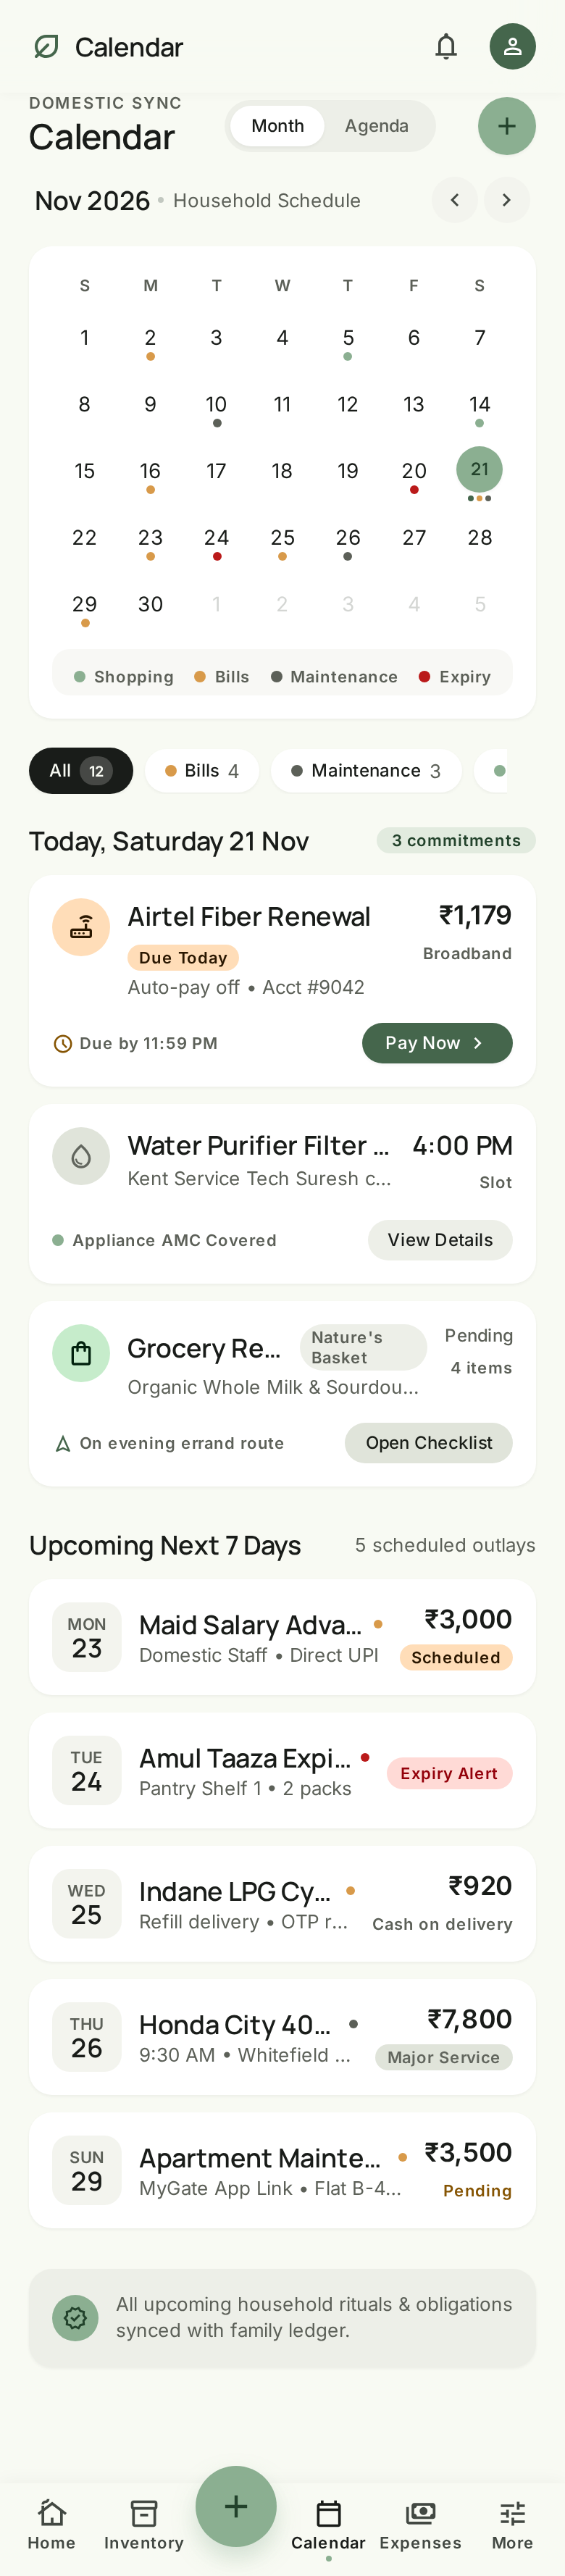 Calendar
DOMESTIC SYNC
Calendar
Month Agenda
Nov 2026 • Household Schedule
S M T W T F S
1 2 3 4 5 6 7
8 9 10 11 12 13 14
15 16 17 18 19 20 21
22 23 24 25 26 27 28
29 30 1 2 3 4 5
Shopping Bills Maintenance Expiry
All 12 Bills 4 Maintenance 3
Today, Saturday 21 Nov 3 commitments
Airtel Fiber Renewal ₹1,179
Due Today Broadband
Auto-pay off • Acct #9042
Due by 11:59 PM Pay Now
Water Purifier Filter ... 4:00 PM
Kent Service Tech Suresh c... Slot
Appliance AMC Covered View Details
Grocery Re... Nature's Basket Pending
4 items
Organic Whole Milk & Sourdou...
On evening errand route Open Checklist
Upcoming Next 7 Days 5 scheduled outlays
MON 23 Maid Salary Adva... ₹3,000
Domestic Staff • Direct UPI Scheduled
TUE 24 Amul Taaza Expi... Expiry Alert
Pantry Shelf 1 • 2 packs
WED 25 Indane LPG Cy... ₹920
Refill delivery • OTP r... Cash on delivery
THU 26 Honda City 40... ₹7,800
9:30 AM • Whitefield ... Major Service
SUN 29 Apartment Mainte... ₹3,500
MyGate App Link • Flat B-4... Pending
All upcoming household rituals & obligations
synced with family ledger.
Home Inventory Calendar Expenses More